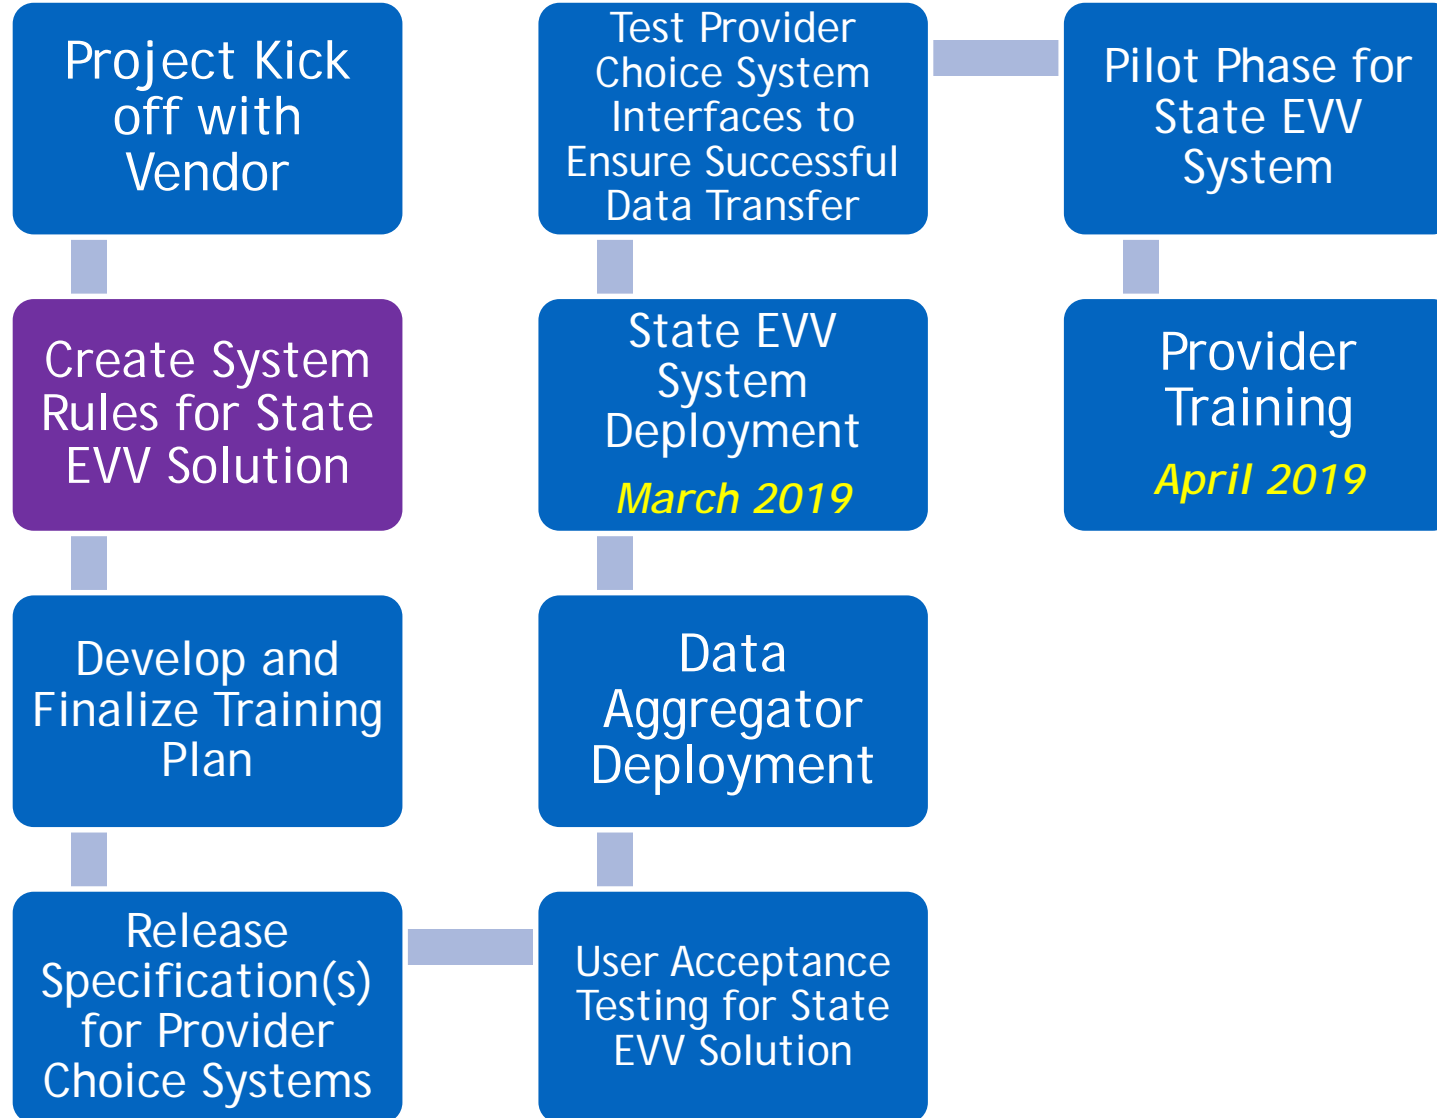 Project Kick
off with
Vendor
Create System
Rules for State
EVV Solution
Develop and
Finalize Training
Plan
Release
Specification(s)
for Provider
Choice Systems
User Acceptance
Testing for State
EVV Solution
Data
Aggregator
Deployment
State EVV
System
Deployment
March 2019
Test Provider
Choice System
Interfaces to
Ensure Successful
Data Transfer
Pilot Phase for
State EVV
System
Provider
Training
April 2019